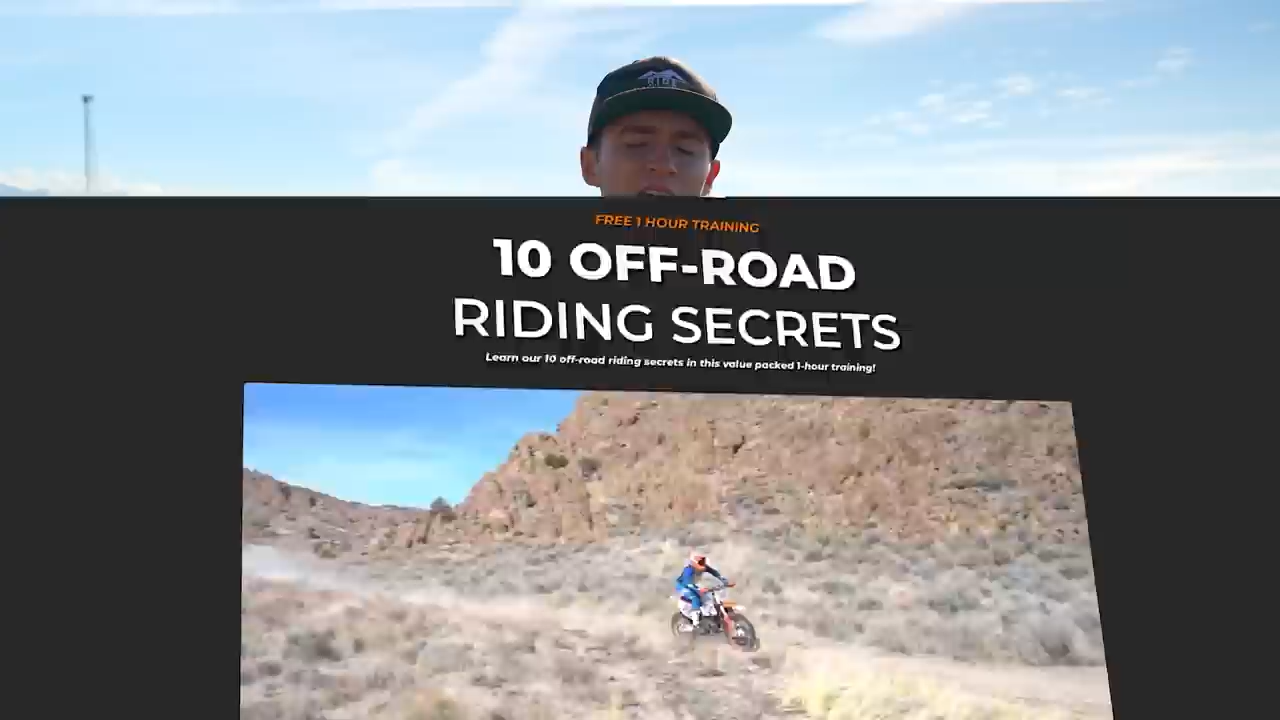 RIDE
FREE 1 HOUR TRAINING
10 OFF-ROAD
RIDING SECRETS
Learn our 10 off-road riding secrets in this value packed 1-hour training!